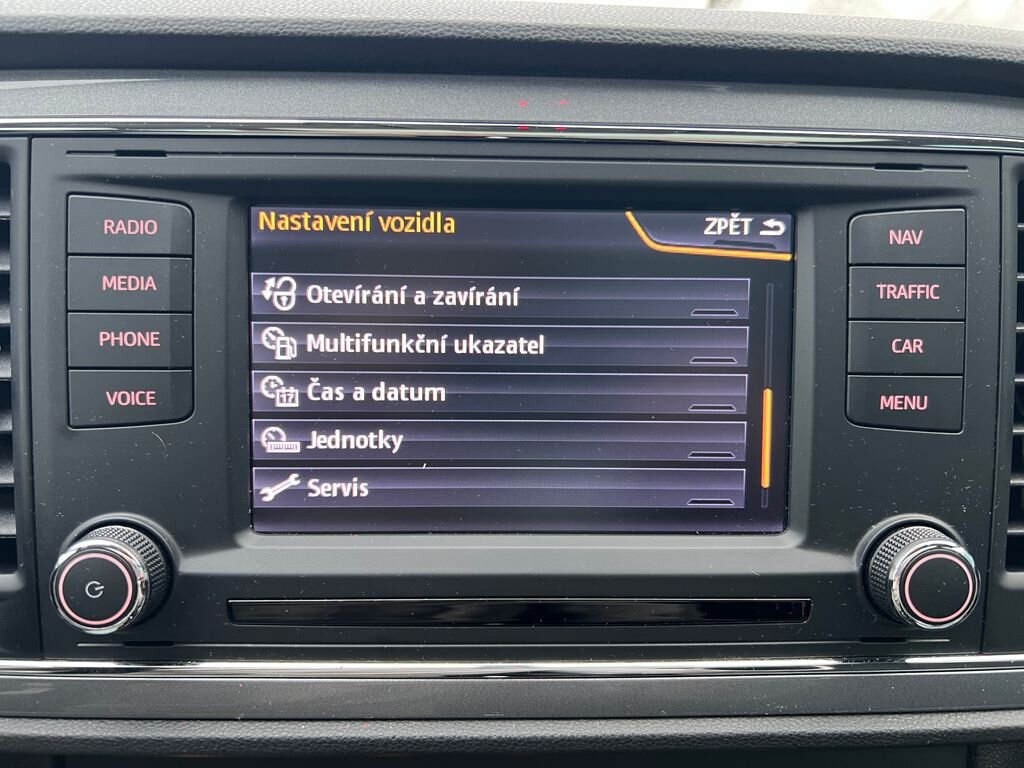 Nastavení vozidla
ZPĚT
Otevírání a zavírání
Multifunkční ukazatel
17
Čas a datum
Jednotky
Servis
RADIO
MEDIA
PHONE
VOICE
NAV
TRAFFIC
CAR
MENU